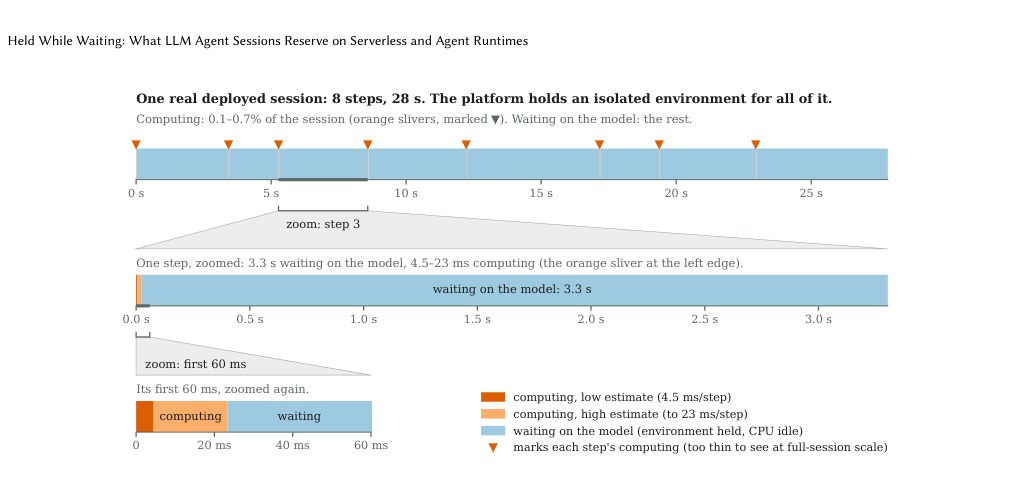 Held While Waiting: What LLM Agent Sessions Reserve on Serverless and Agent Runtimes
One real deployed session: 8 steps, 28 s. The platform holds an isolated environment for all of it.
Computing: 0.1–0.7% of the session (orange slivers, marked ▼). Waiting on the model: the rest.
0 s 5 s 10 s 15 s 20 s 25 s
zoom: step 3
One step, zoomed: 3.3 s waiting on the model, 4.5–23 ms computing (the orange sliver at the left edge).
waiting on the model: 3.3 s
0.0 s 0.5 s 1.0 s 1.5 s 2.0 s 2.5 s 3.0 s
zoom: first 60 ms
Its first 60 ms, zoomed again.
computing waiting
0 20 ms 40 ms 60 ms
computing, low estimate (4.5 ms/step)
computing, high estimate (to 23 ms/step)
waiting on the model (environment held, CPU idle)
marks each step's computing (too thin to see at full-session scale)